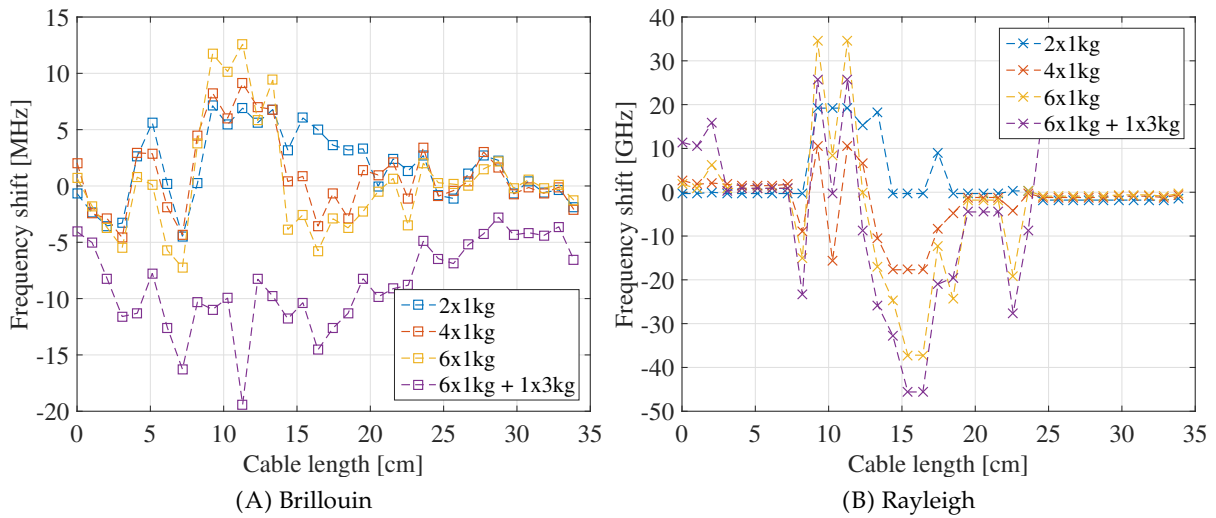 15
10
5
0
-5
-10
-15
-20
Frequency shift [MHz]
2x1kg
4x1kg
6x1kg
6x1kg + 1x3kg
0 5 10 15 20 25 30 35
Cable length [cm]
(A) Brillouin
40
30
20
10
0
-10
-20
-30
-40
-50
Frequency shift [GHz]
2x1kg
4x1kg
6x1kg
6x1kg + 1x3kg
0 5 10 15 20 25 30 35
Cable length [cm]
(B) Rayleigh